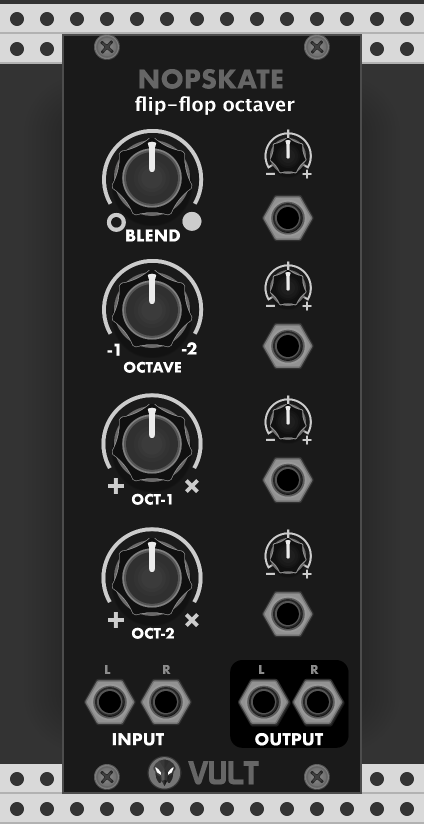 NOPSKATE
flip-flop octaver
- +
BLEND
- +
-1 -2
OCTAVE
- +
+ ×
OCT-1
- +
+ ×
OCT-2
L R L R
INPUT OUTPUT
VULT